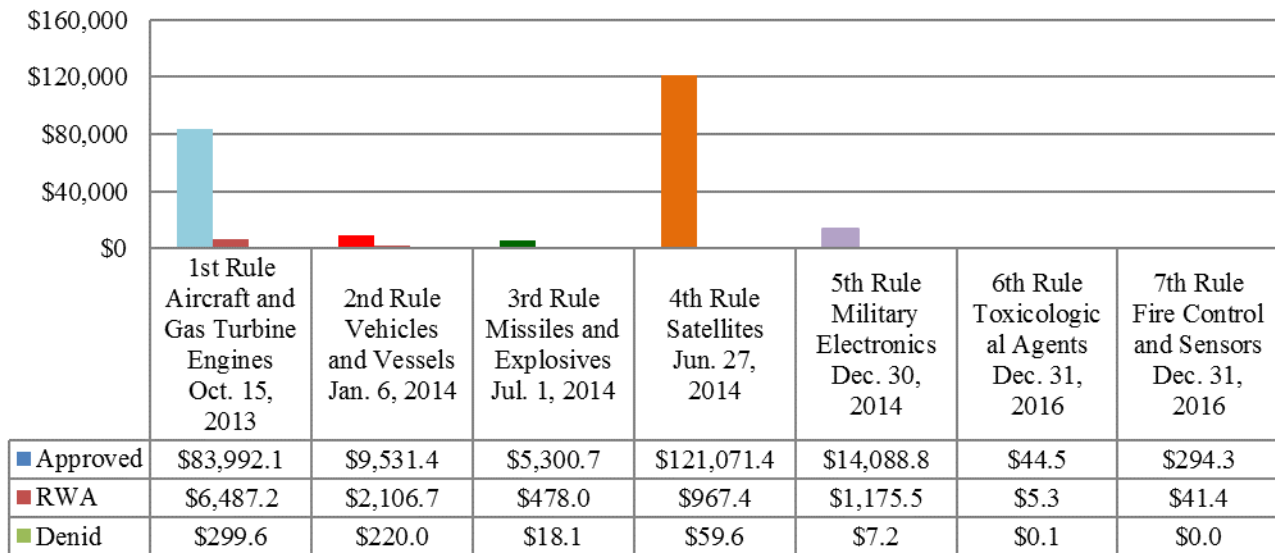 $160,000
$120,000
$80,000
$40,000
$0
1st Rule
Aircraft and
Gas Turbine
Engines
Oct. 15,
2013
2nd Rule
Vehicles
and Vessels
Jan. 6, 2014
3rd Rule
Missiles and
Explosives
Jul. 1, 2014
4th Rule
Satellites
Jun. 27,
2014
5th Rule
Military
Electronics
Dec. 30,
2014
6th Rule
Toxicologic
al Agents
Dec. 31,
2016
7th Rule
Fire Control
and Sensors
Dec. 31,
2016
Approved $83,992.1 $9,531.4 $5,300.7 $121,071.4 $14,088.8 $44.5 $294.3
RWA $6,487.2 $2,106.7 $478.0 $967.4 $1,175.5 $5.3 $41.4
Denid $299.6 $220.0 $18.1 $59.6 $7.2 $0.1 $0.0